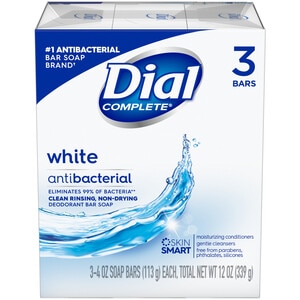 #1 ANTIBACTERIAL
BAR SOAP
BRAND†
Dial®
COMPLETE®
3
BARS
white
antibacterial
ELIMINATES 99% OF BACTERIA**
CLEAN RINSING, NON-DRYING
DEODORANT BAR SOAP
SKIN
SMART
moisturizing conditioners
gentle cleansers
free from parabens,
phthalates, silicones
3-4 OZ SOAP BARS (113 g) EACH, TOTAL NET WT 12 OZ (339 g)